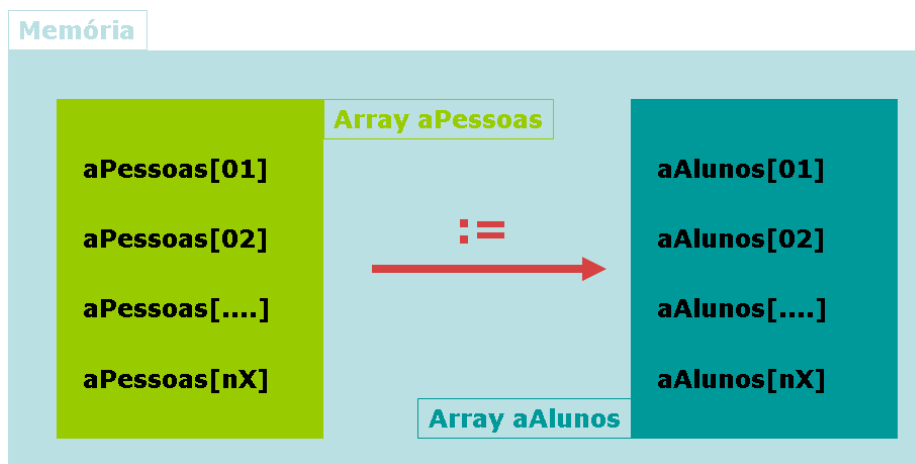 Memória
Array aPessoas
aPessoas[01]
aPessoas[02]
aPessoas[....]
aPessoas[nX]
:=
aAlunos[01]
aAlunos[02]
aAlunos[....]
aAlunos[nX]
Array aAlunos